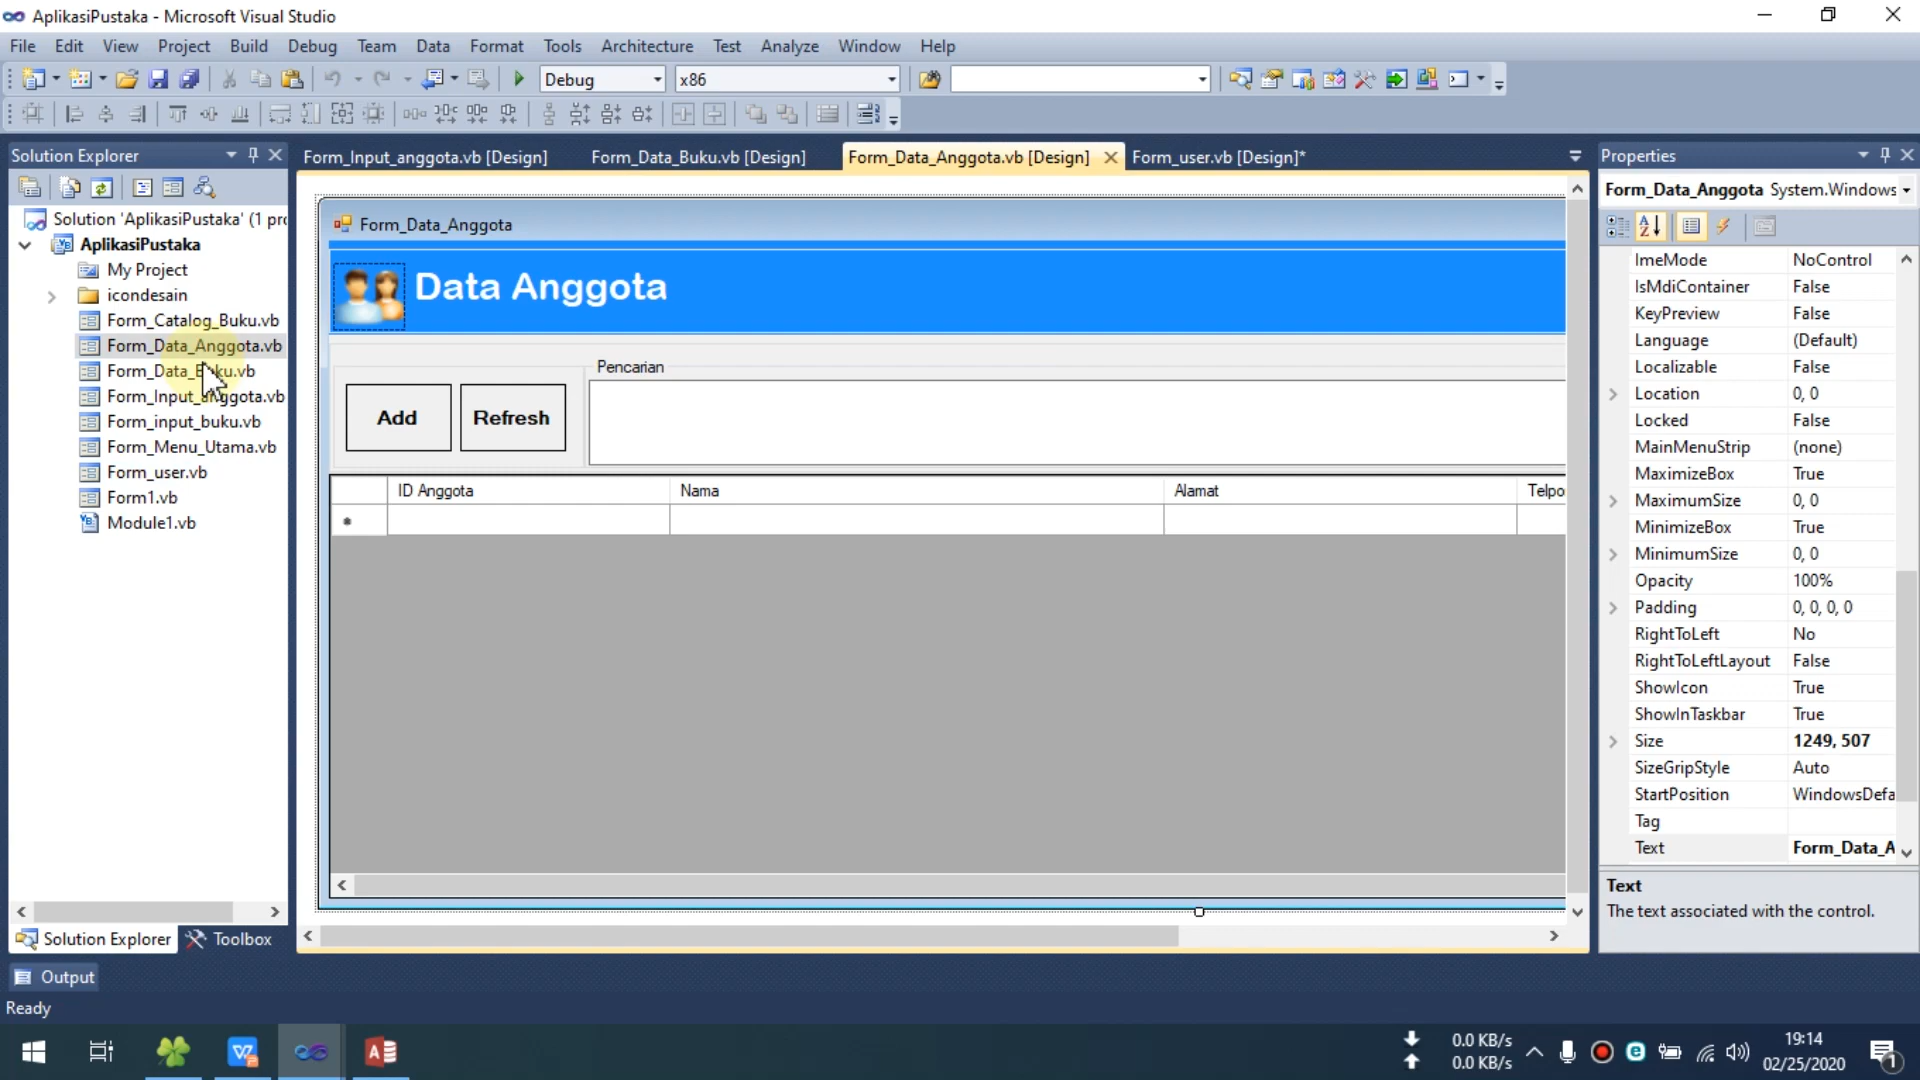 AplikasiPustaka - Microsoft Visual Studio
File Edit View Project Build Debug Team Data Format Tools Architecture Test Analyze Window Help
Debug x86
Solution Explorer
Solution 'AplikasiPustaka' (1 pr
AplikasiPustaka
My Project
icondesain
Form_Catalog_Buku.vb
Form_Data_Anggota.vb
Form_Data_Buku.vb
Form_Input_anggota.vb
Form_input_buku.vb
Form_Menu_Utama.vb
Form_user.vb
Form1.vb
Module1.vb
Solution Explorer Toolbox
Form_Input_anggota.vb [Design] Form_Data_Buku.vb [Design] Form_Data_Anggota.vb [Design] Form_user.vb [Design]*
Form_Data_Anggota
Data Anggota
Pencarian
Add Refresh
ID Anggota Nama Alamat Telpo
Properties
Form_Data_Anggota System.Windows
ImeMode NoControl
IsMdiContainer False
KeyPreview False
Language (Default)
Localizable False
Location 0, 0
Locked False
MainMenuStrip (none)
MaximizeBox True
MaximumSize 0, 0
MinimizeBox True
MinimumSize 0, 0
Opacity 100%
Padding 0, 0, 0, 0
RightToLeft No
RightToLeftLayout False
ShowIcon True
ShowInTaskbar True
Size 1249, 507
SizeGripStyle Auto
StartPosition WindowsDefa
Tag
Text Form_Data_A
Text
The text associated with the control.
Output
Ready
0.0 KB/s
0.0 KB/s
19:14
02/25/2020
1